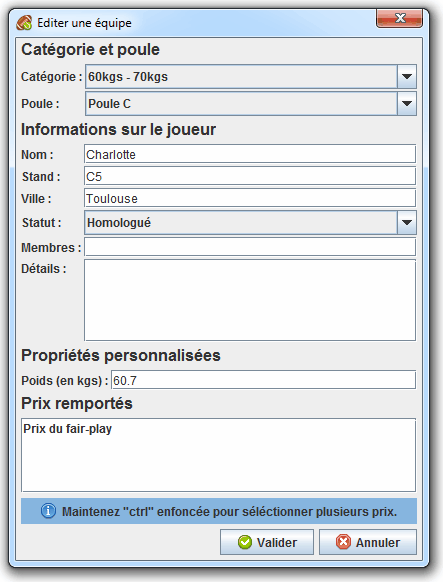 Editer une équipe
Catégorie et poule
Catégorie : 60kgs - 70kgs
Poule : Poule C
Informations sur le joueur
Nom : Charlotte
Stand : C5
Ville : Toulouse
Statut : Homologué
Membres :
Détails :
Propriétés personnalisées
Poids (en kgs) : 60.7
Prix remportés
Prix du fair-play
Maintenez "ctrl" enfoncée pour séléctionner plusieurs prix.
Valider Annuler